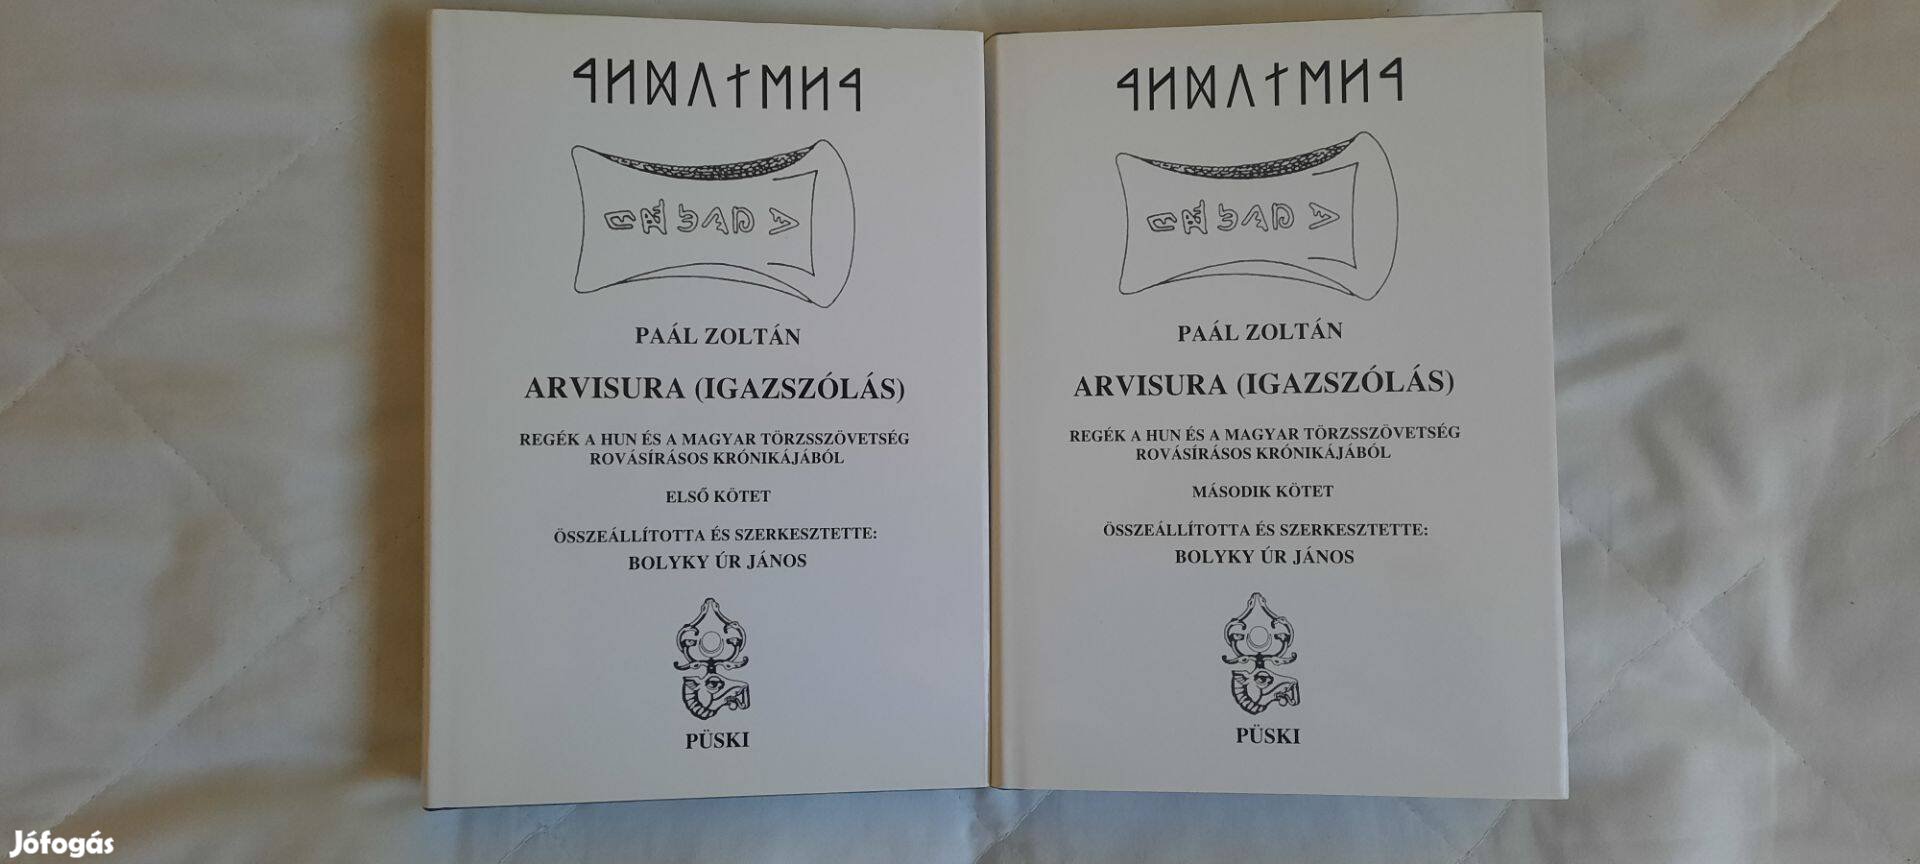 PAÁL ZOLTÁN
ARVISURA (IGAZSZÓLÁS)
REGÉK A HUN ÉS A MAGYAR TÖRZSSZÖVETSÉG
ROVÁSÍRÁSOS KRÓNIKÁJÁBÓL
ELSŐ KÖTET
ÖSSZEÁLLÍTOTTA ÉS SZERKESZTETTE:
BOLYKY ÚR JÁNOS
PÜSKI
PAÁL ZOLTÁN
ARVISURA (IGAZSZÓLÁS)
REGÉK A HUN ÉS A MAGYAR TÖRZSSZÖVETSÉG
ROVÁSÍRÁSOS KRÓNIKÁJÁBÓL
MÁSODIK KÖTET
ÖSSZEÁLLÍTOTTA ÉS SZERKESZTETTE:
BOLYKY ÚR JÁNOS
PÜSKI
Jófogás